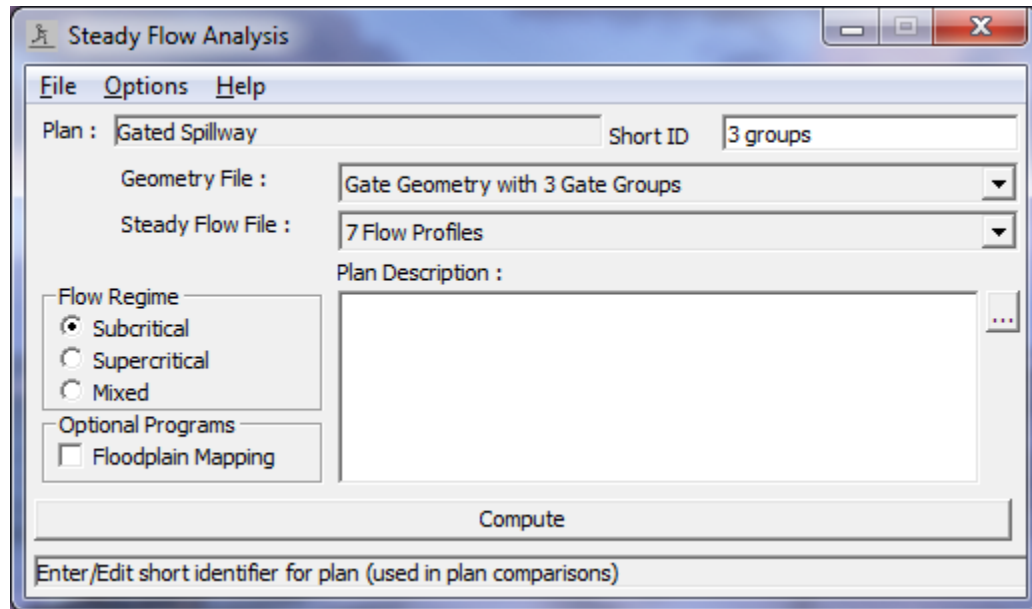 Steady Flow Analysis
File Options Help
Plan : Gated Spillway Short ID 3 groups
Geometry File : Gate Geometry with 3 Gate Groups
Steady Flow File : 7 Flow Profiles
Plan Description :
Flow Regime
...
Subcritical
Supercritical
Mixed
Optional Programs
Floodplain Mapping
Compute
Enter/Edit short identifier for plan (used in plan comparisons)